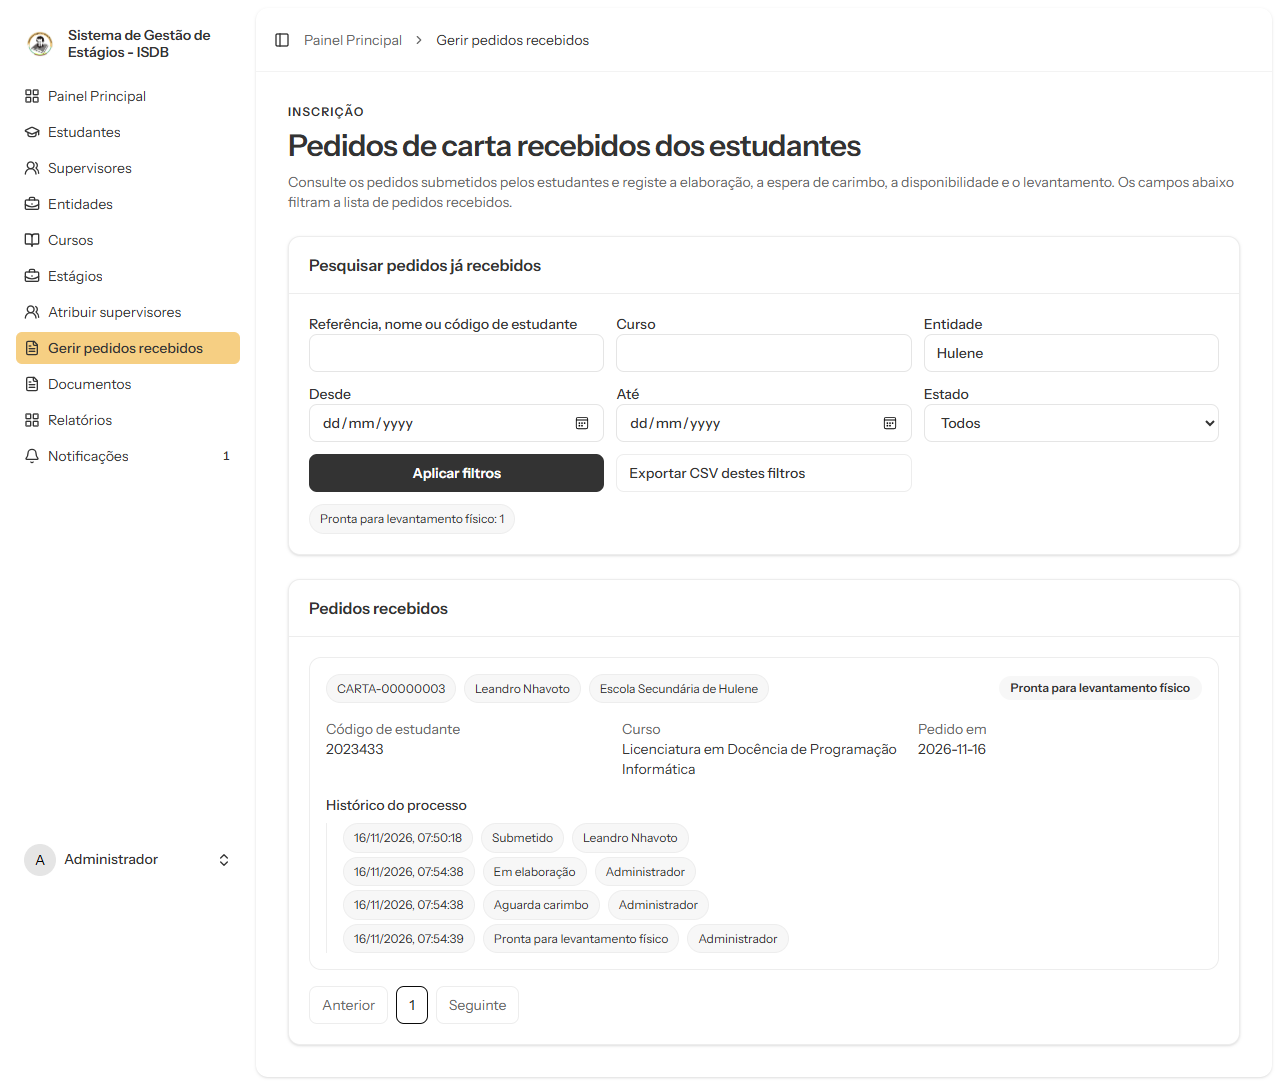 Sistema de Gestão de
Estágios - ISDB
Painel Principal
Estudantes
Supervisores
Entidades
Cursos
Estágios
Atribuir supervisores
Gerir pedidos recebidos
Documentos
Relatórios
Notificações 1
A Administrador
Painel Principal > Gerir pedidos recebidos
INSCRIÇÃO
Pedidos de carta recebidos dos estudantes
Consulte os pedidos submetidos pelos estudantes e registe a elaboração, a espera de carimbo, a disponibilidade e o levantamento. Os campos abaixo
filtram a lista de pedidos recebidos.
Pesquisar pedidos já recebidos
Referência, nome ou código de estudante Curso Entidade
Hulene
Desde Até Estado
dd/mm/yyyy dd/mm/yyyy Todos
Aplicar filtros Exportar CSV destes filtros
Pronta para levantamento físico: 1
Pedidos recebidos
CARTA-00000003 Leandro Nhavoto Escola Secundária de Hulene Pronta para levantamento físico
Código de estudante Curso Pedido em
2023433 Licenciatura em Docência de Programação 2026-11-16
Informática
Histórico do processo
16/11/2026, 07:50:18 Submetido Leandro Nhavoto
16/11/2026, 07:54:38 Em elaboração Administrador
16/11/2026, 07:54:38 Aguarda carimbo Administrador
16/11/2026, 07:54:39 Pronta para levantamento físico Administrador
Anterior 1 Seguinte